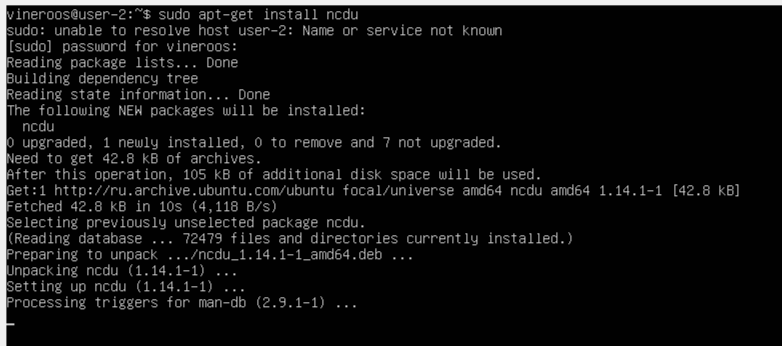 vineroos@user-2:~$ sudo apt-get install ncdu
sudo: unable to resolve host user-2: Name or service not known
[sudo] password for vineroos:
Reading package lists... Done
Building dependency tree
Reading state information... Done
The following NEW packages will be installed:
  ncdu
0 upgraded, 1 newly installed, 0 to remove and 7 not upgraded.
Need to get 42.8 kB of archives.
After this operation, 105 kB of additional disk space will be used.
Get:1 http://ru.archive.ubuntu.com/ubuntu focal/universe amd64 ncdu amd64 1.14.1-1 [42.8 kB]
Fetched 42.8 kB in 10s (4,118 B/s)
Selecting previously unselected package ncdu.
(Reading database ... 72479 files and directories currently installed.)
Preparing to unpack .../ncdu_1.14.1-1_amd64.deb ...
Unpacking ncdu (1.14.1-1) ...
Setting up ncdu (1.14.1-1) ...
Processing triggers for man-db (2.9.1-1) ...